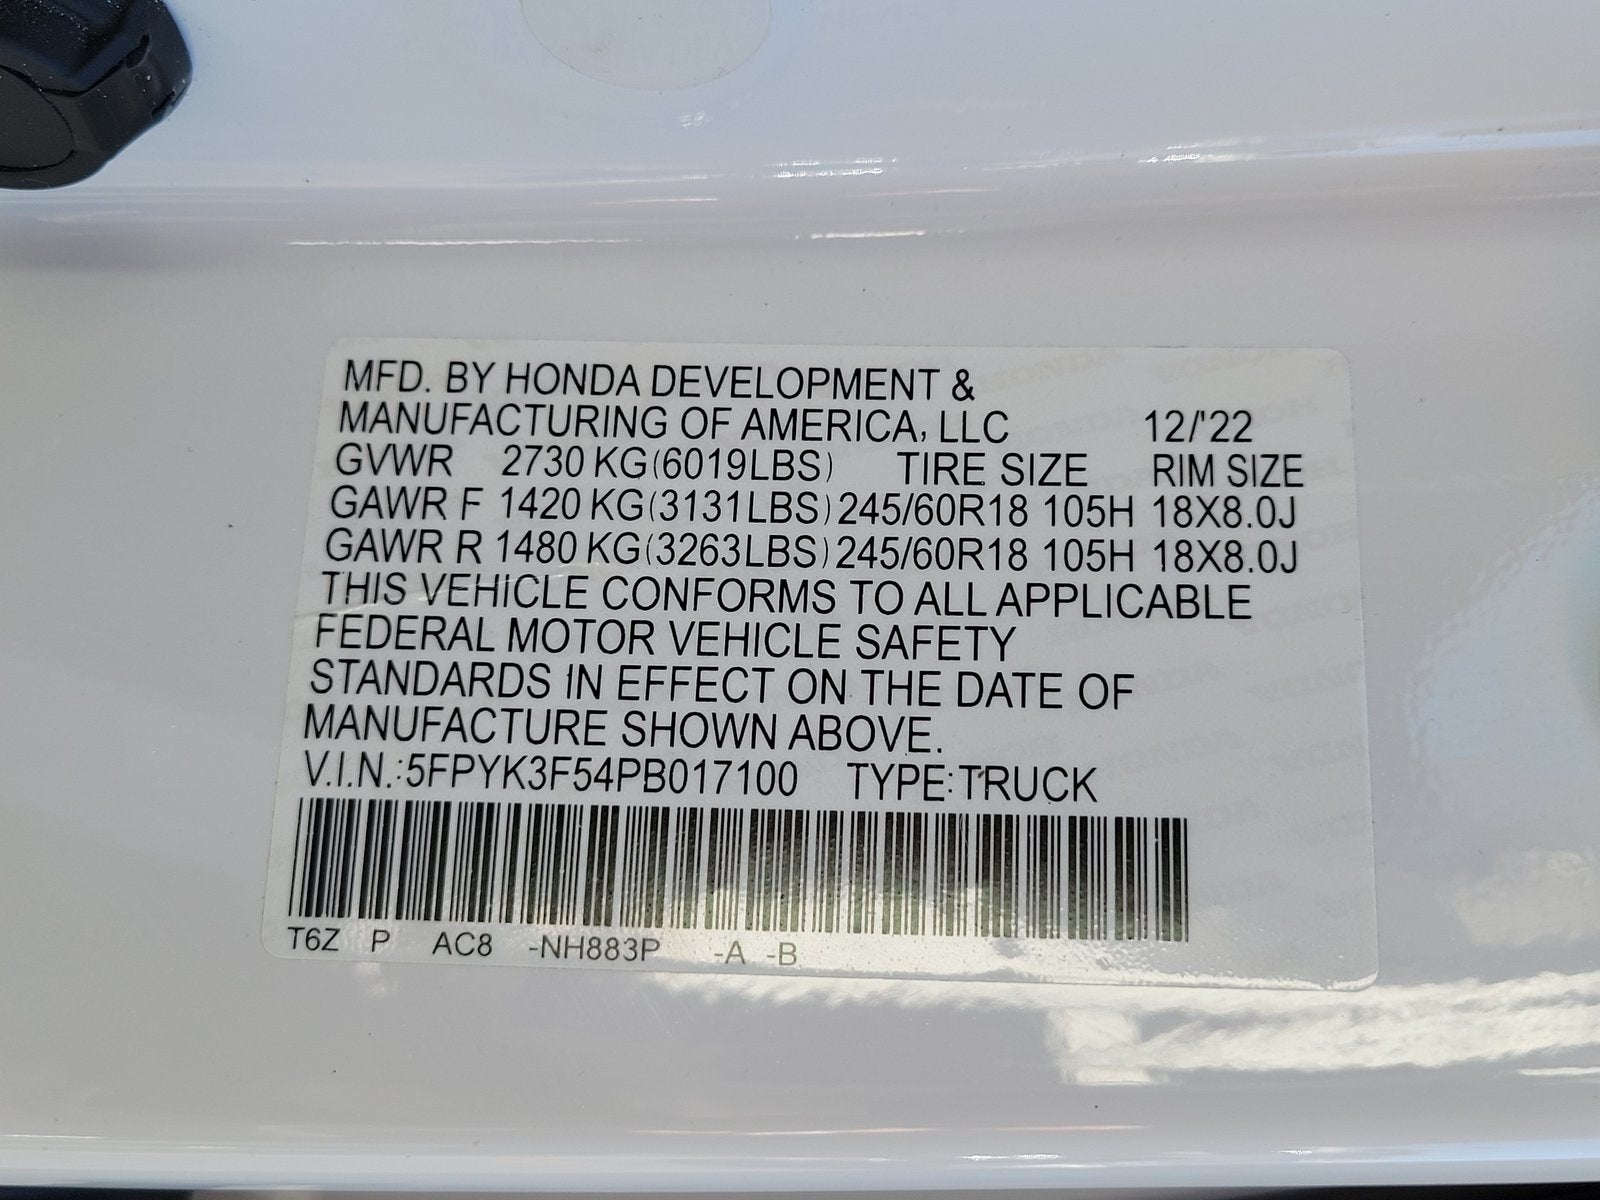 MFD. BY HONDA DEVELOPMENT &
MANUFACTURING OF AMERICA, LLC 12/'22
GVWR 2730 KG(6019LBS) TIRE SIZE RIM SIZE
GAWR F 1420 KG(3131LBS) 245/60R18 105H 18X8.0J
GAWR R 1480 KG(3263LBS) 245/60R18 105H 18X8.0J
THIS VEHICLE CONFORMS TO ALL APPLICABLE
FEDERAL MOTOR VEHICLE SAFETY
STANDARDS IN EFFECT ON THE DATE OF
MANUFACTURE SHOWN ABOVE.
V.I.N.:5FPYK3F54PB017100 TYPE:TRUCK
T6Z P AC8 -NH883P -A -B